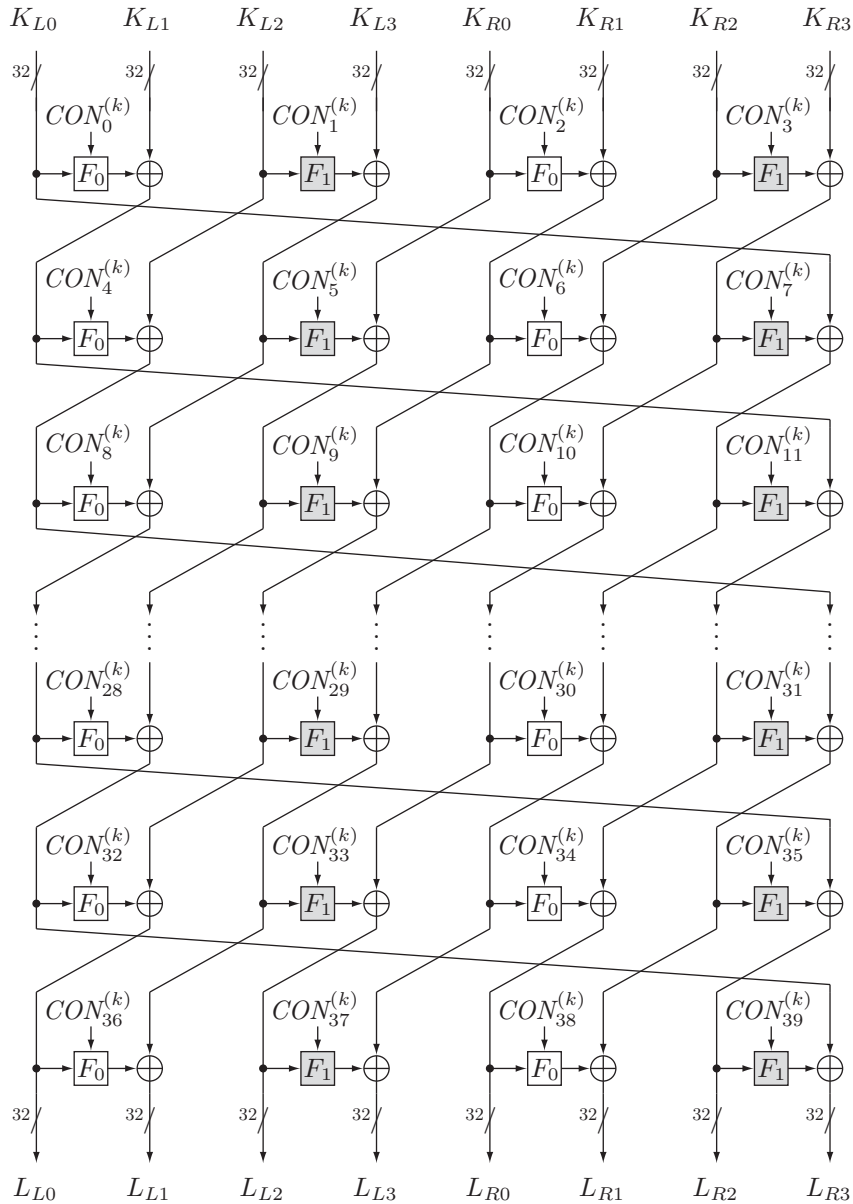 K_{L0} K_{L1} K_{L2} K_{L3} K_{R0} K_{R1} K_{R2} K_{R3}
32 32 32 32 32 32 32 32
CON_0^{(k)} CON_1^{(k)} CON_2^{(k)} CON_3^{(k)}
F_0 F_1 F_0 F_1
CON_4^{(k)} CON_5^{(k)} CON_6^{(k)} CON_7^{(k)}
F_0 F_1 F_0 F_1
CON_8^{(k)} CON_9^{(k)} CON_{10}^{(k)} CON_{11}^{(k)}
F_0 F_1 F_0 F_1
CON_{28}^{(k)} CON_{29}^{(k)} CON_{30}^{(k)} CON_{31}^{(k)}
F_0 F_1 F_0 F_1
CON_{32}^{(k)} CON_{33}^{(k)} CON_{34}^{(k)} CON_{35}^{(k)}
F_0 F_1 F_0 F_1
CON_{36}^{(k)} CON_{37}^{(k)} CON_{38}^{(k)} CON_{39}^{(k)}
F_0 F_1 F_0 F_1
32 32 32 32 32 32 32 32
L_{L0} L_{L1} L_{L2} L_{L3} L_{R0} L_{R1} L_{R2} L_{R3}